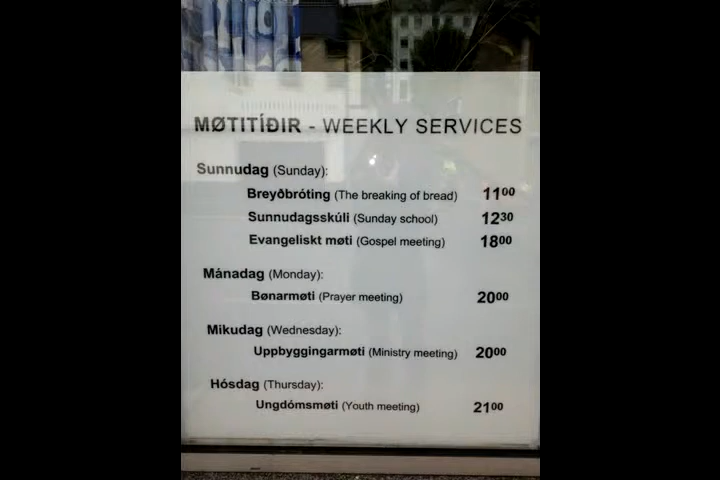 MØTITÍÐIR - WEEKLY SERVICES
Sunnudag (Sunday):
Breyðbróting (The breaking of bread) 11⁰⁰
Sunnudagsskúli (Sunday school) 12³⁰
Evangeliskt møti (Gospel meeting) 18⁰⁰
Mánadag (Monday):
Bønarmøti (Prayer meeting) 20⁰⁰
Mikudag (Wednesday):
Uppbyggingarmøti (Ministry meeting) 20⁰⁰
Hósdag (Thursday):
Ungdómsmøti (Youth meeting) 21⁰⁰